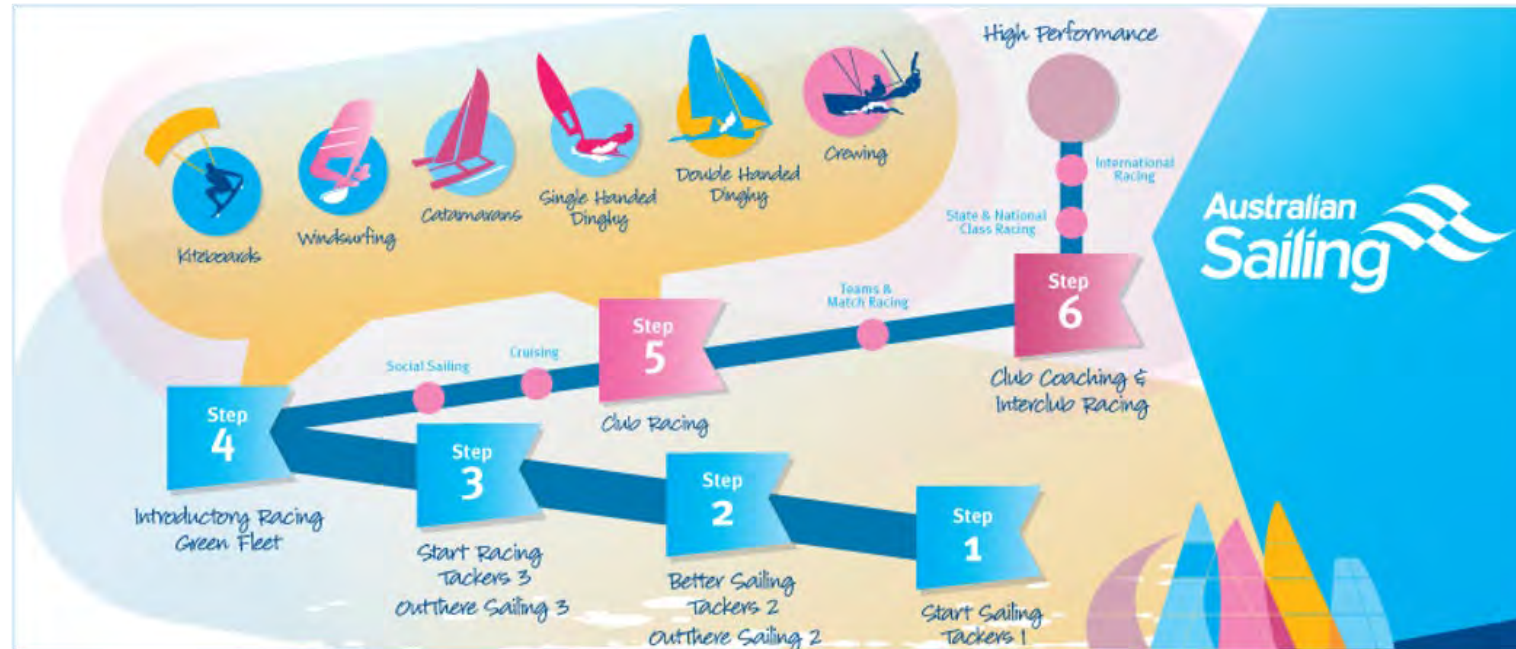 High Performance
Kiteboards
Windsurfing
Catamarans
Single Handed
Dinghy
Double Handed
Dinghy
Crewing
International
Racing
State & National
Class Racing
Australian
Sailing
Step
6
Club Coaching &
Interclub Racing
Teams &
Match Racing
Step
5
Club Racing
Cruising
Social Sailing
Step
4
Introductory Racing
Green Fleet
Step
3
Start Racing
Tackers 3
OutThere Sailing 3
Step
2
Better Sailing
Tackers 2
OutThere Sailing 2
Step
1
Start Sailing
Tackers 1